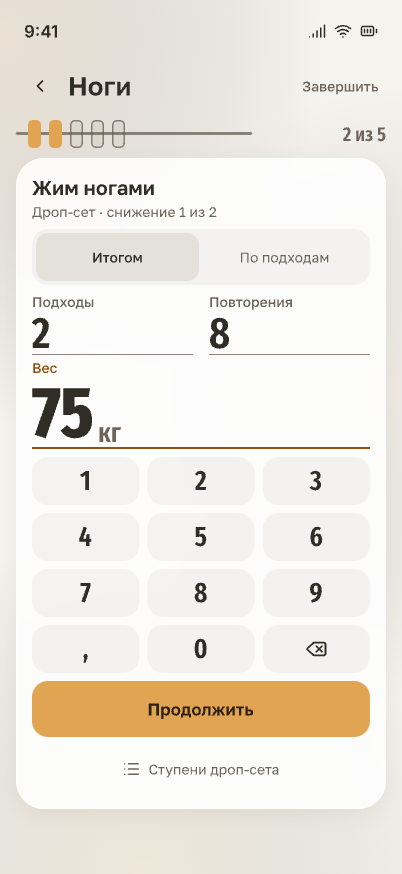 9:41
Ноги
Завершить
2 из 5
Жим ногами
Дроп-сет · снижение 1 из 2
Итогом
По подходам
Подходы
Повторения
2
8
Вес
75 кг
1 2 3
4 5 6
7 8 9
, 0
Продолжить
Ступени дроп-сета